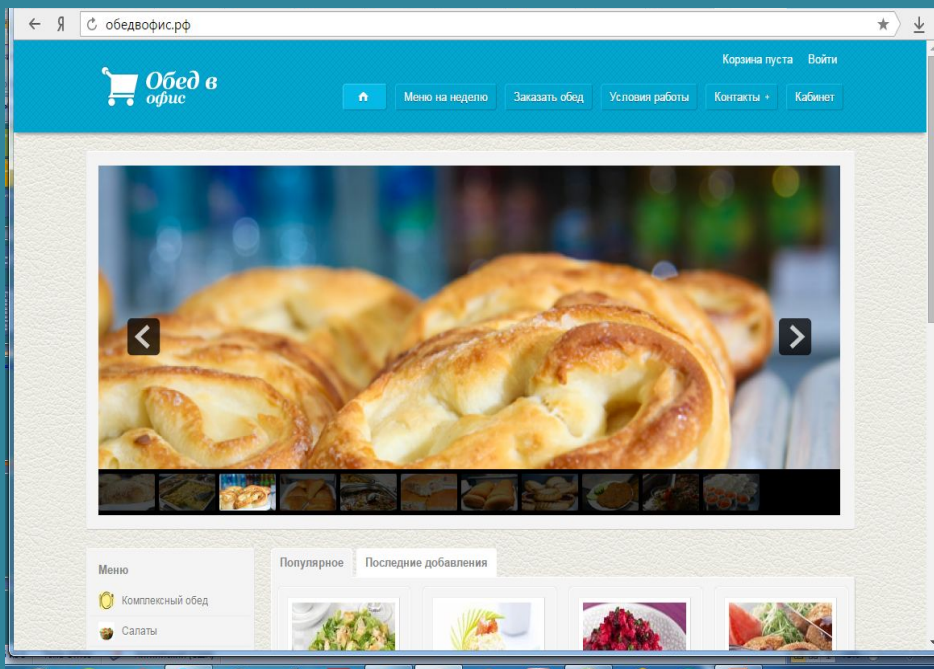 Я обедвофис.рф
Корзина пуста Войти
Обед в
офис
Меню на неделю Заказать обед Условия работы Контакты + Кабинет
Популярное Последние добавления
Меню
Комплексный обед
Салаты